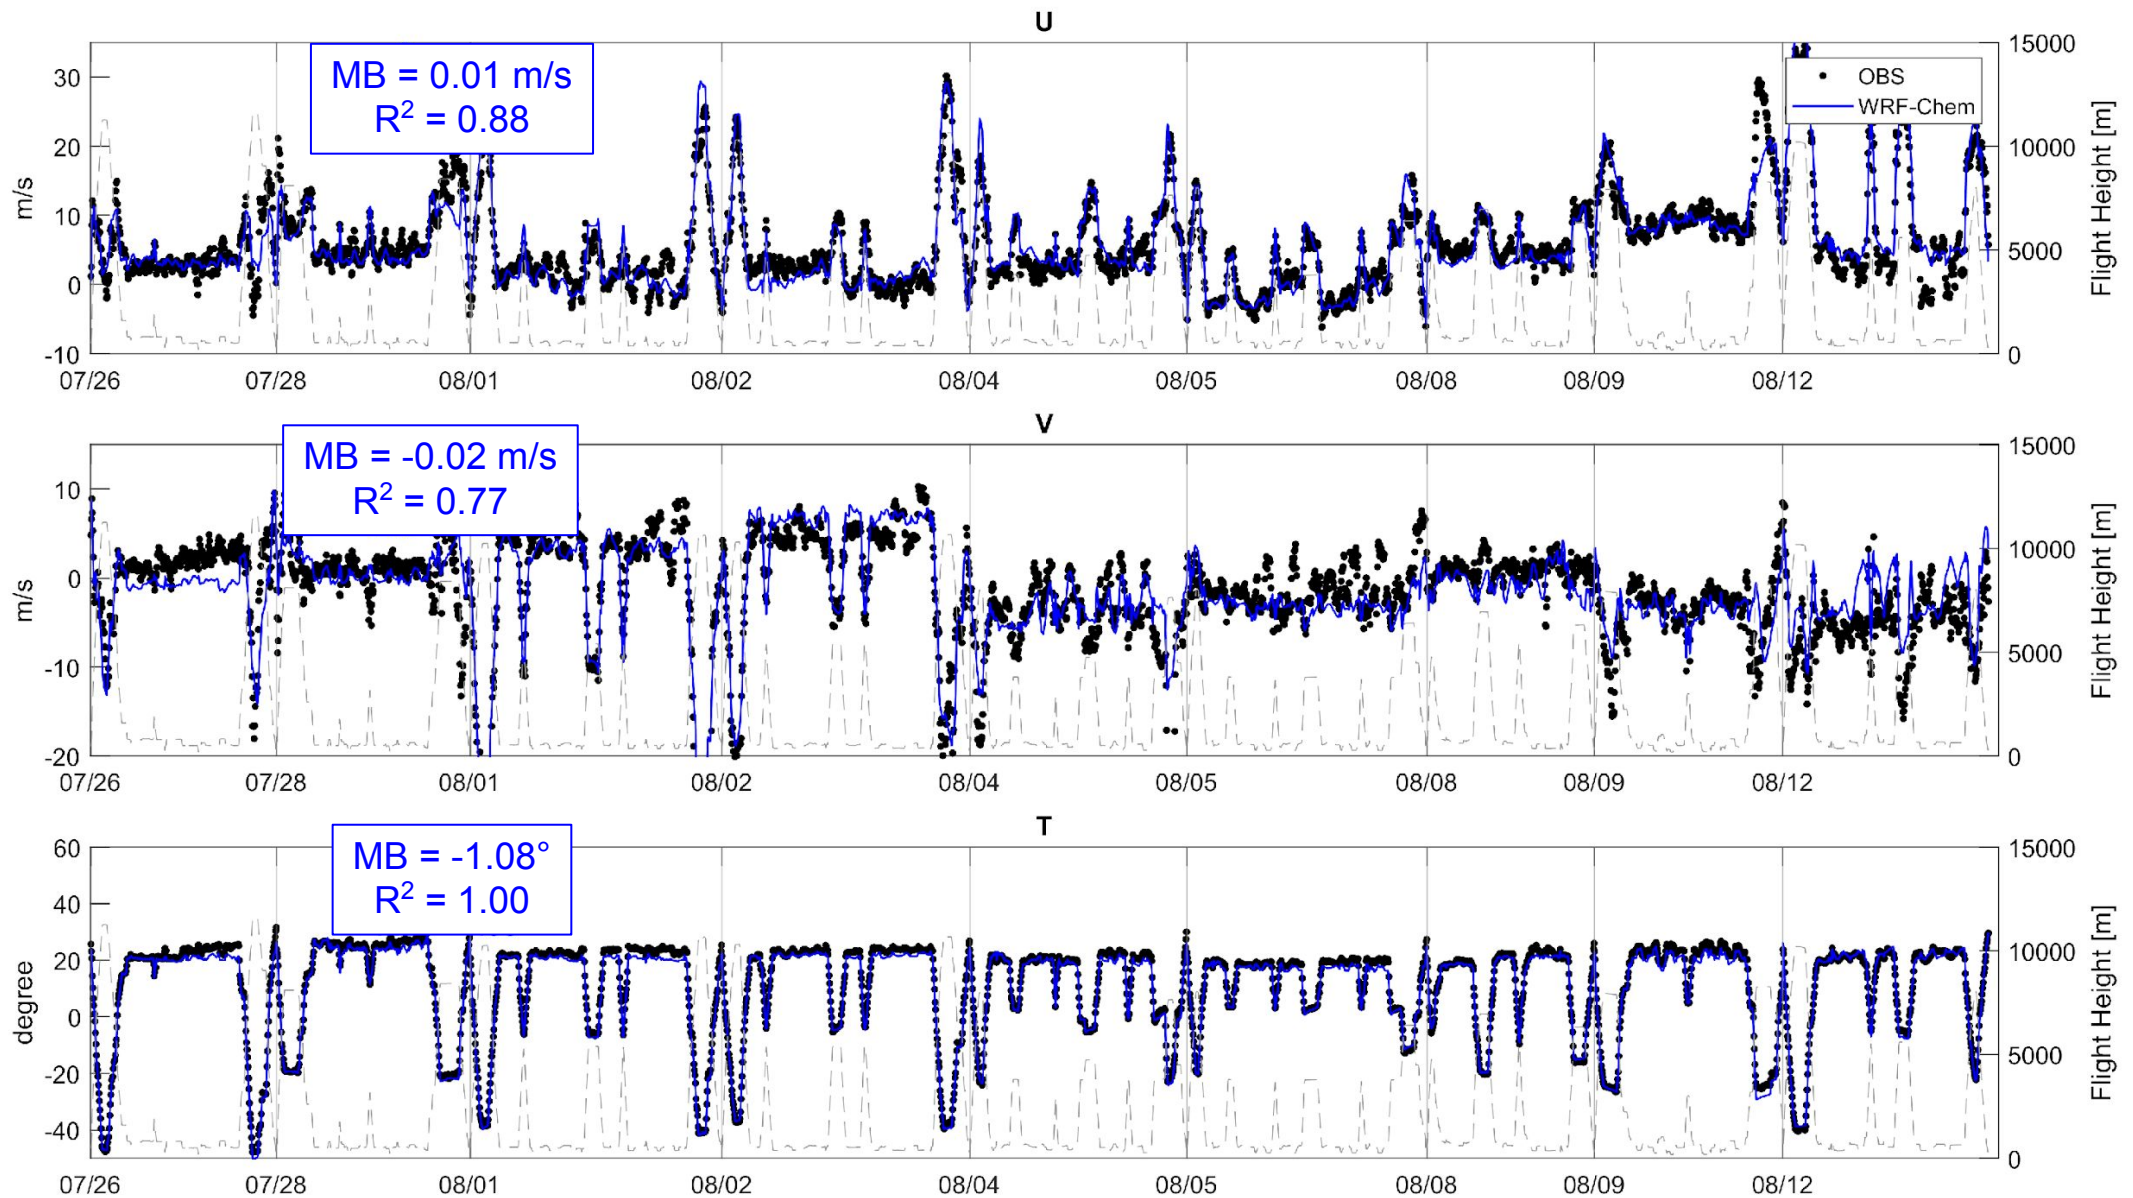 U
MB = 0.01 m/s
R² = 0.88
OBS
WRF-Chem
30
20
10
0
-10
m/s
15000
10000
5000
0
Flight Height [m]
07/26 07/28 08/01 08/02 08/04 08/05 08/08 08/09 08/12
V
MB = -0.02 m/s
R² = 0.77
10
0
-10
-20
m/s
15000
10000
5000
0
Flight Height [m]
07/26 07/28 08/01 08/02 08/04 08/05 08/08 08/09 08/12
T
MB = -1.08°
R² = 1.00
60
40
20
0
-20
-40
degree
15000
10000
5000
0
Flight Height [m]
07/26 07/28 08/01 08/02 08/04 08/05 08/08 08/09 08/12